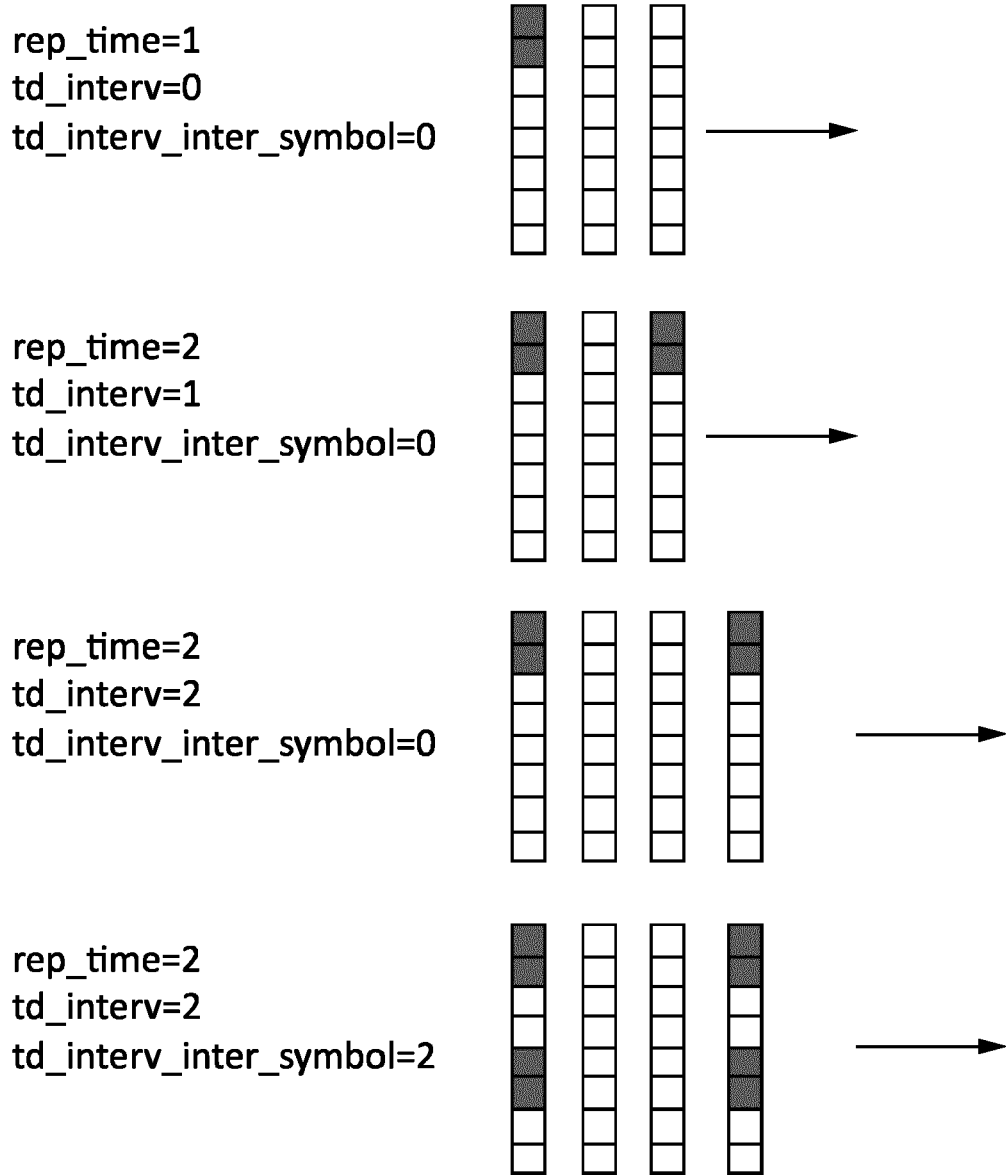 rep_time=1
td_interv=0
td_interv_inter_symbol=0
rep_time=2
td_interv=1
td_interv_inter_symbol=0
rep_time=2
td_interv=2
td_interv_inter_symbol=0
rep_time=2
td_interv=2
td_interv_inter_symbol=2